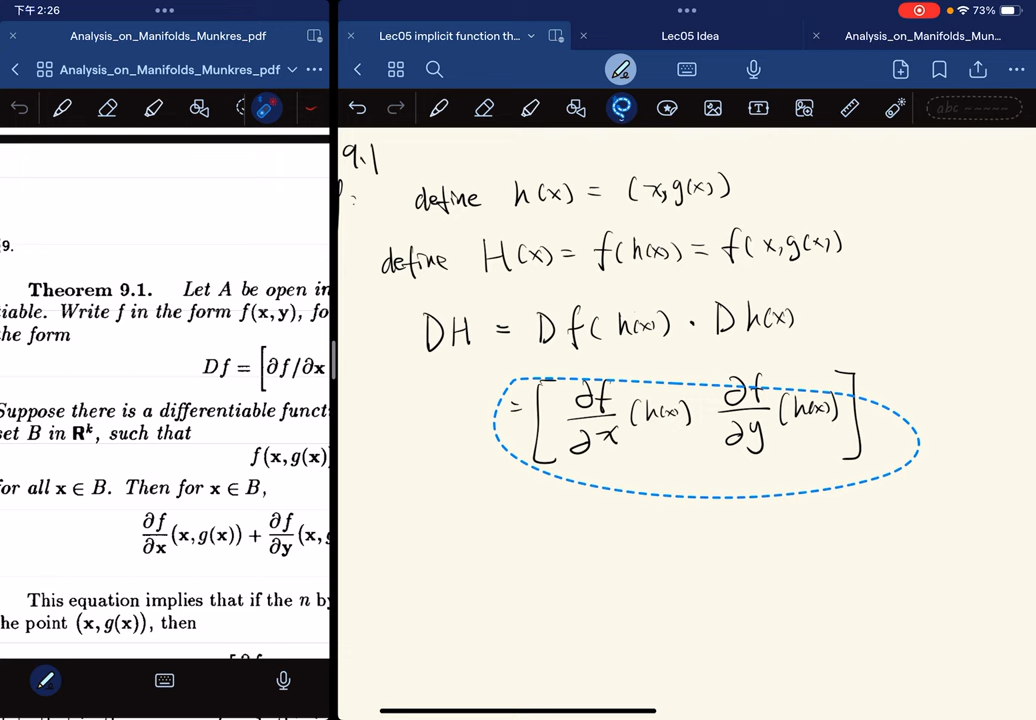 下午2:26
73%
Analysis_on_Manifolds_Munkres_pdf
Lec05 implicit function th...
Lec05 Idea
Analysis_on_Manifolds_Mun...
Analysis_on_Manifolds_Munkres_pdf
abc
9.
Theorem 9.1. Let A be open in
tiable. Write f in the form f(x,y), fo
he form
Df = [∂f/∂x
Suppose there is a differentiable funct
set B in R^k, such that
f(x,g(x)
for all x ∈ B. Then for x ∈ B,
∂f/∂x (x,g(x)) + ∂f/∂y (x,g
This equation implies that if the n by
he point (x,g(x)), then
9.1
define h(x) = (x,g(x))
define H(x) = f(h(x)) = f(x,g(x))
DH = Df(h(x)) · Dh(x)
= [ ∂f/∂x (h(x)) ∂f/∂y (h(x)) ]